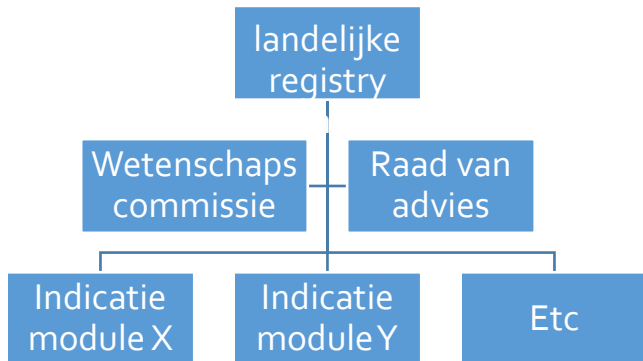 landelijke
registry
Wetenschaps
commissie
Raad van
advies
Indicatie
module X
Indicatie
module Y
Etc